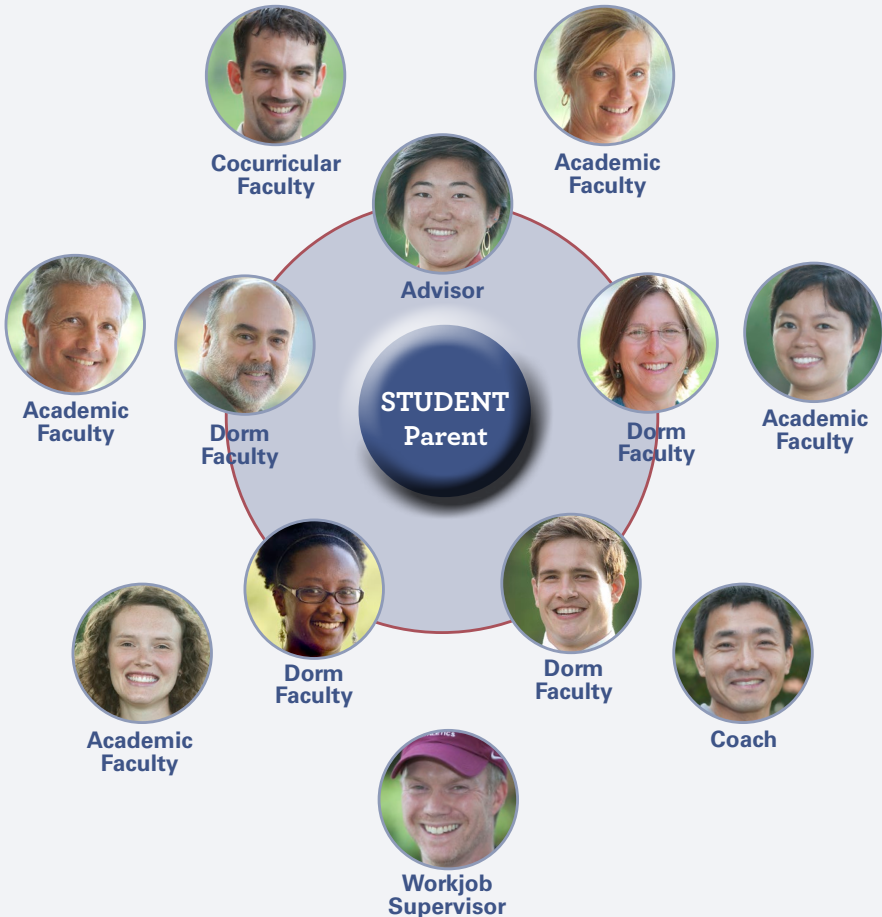 Cocurricular
Faculty
Academic
Faculty
Advisor
Academic
Faculty
Dorm
Faculty
STUDENT
Parent
Dorm
Faculty
Academic
Faculty
Academic
Faculty
Dorm
Faculty
Dorm
Faculty
Coach
Workjob
Supervisor